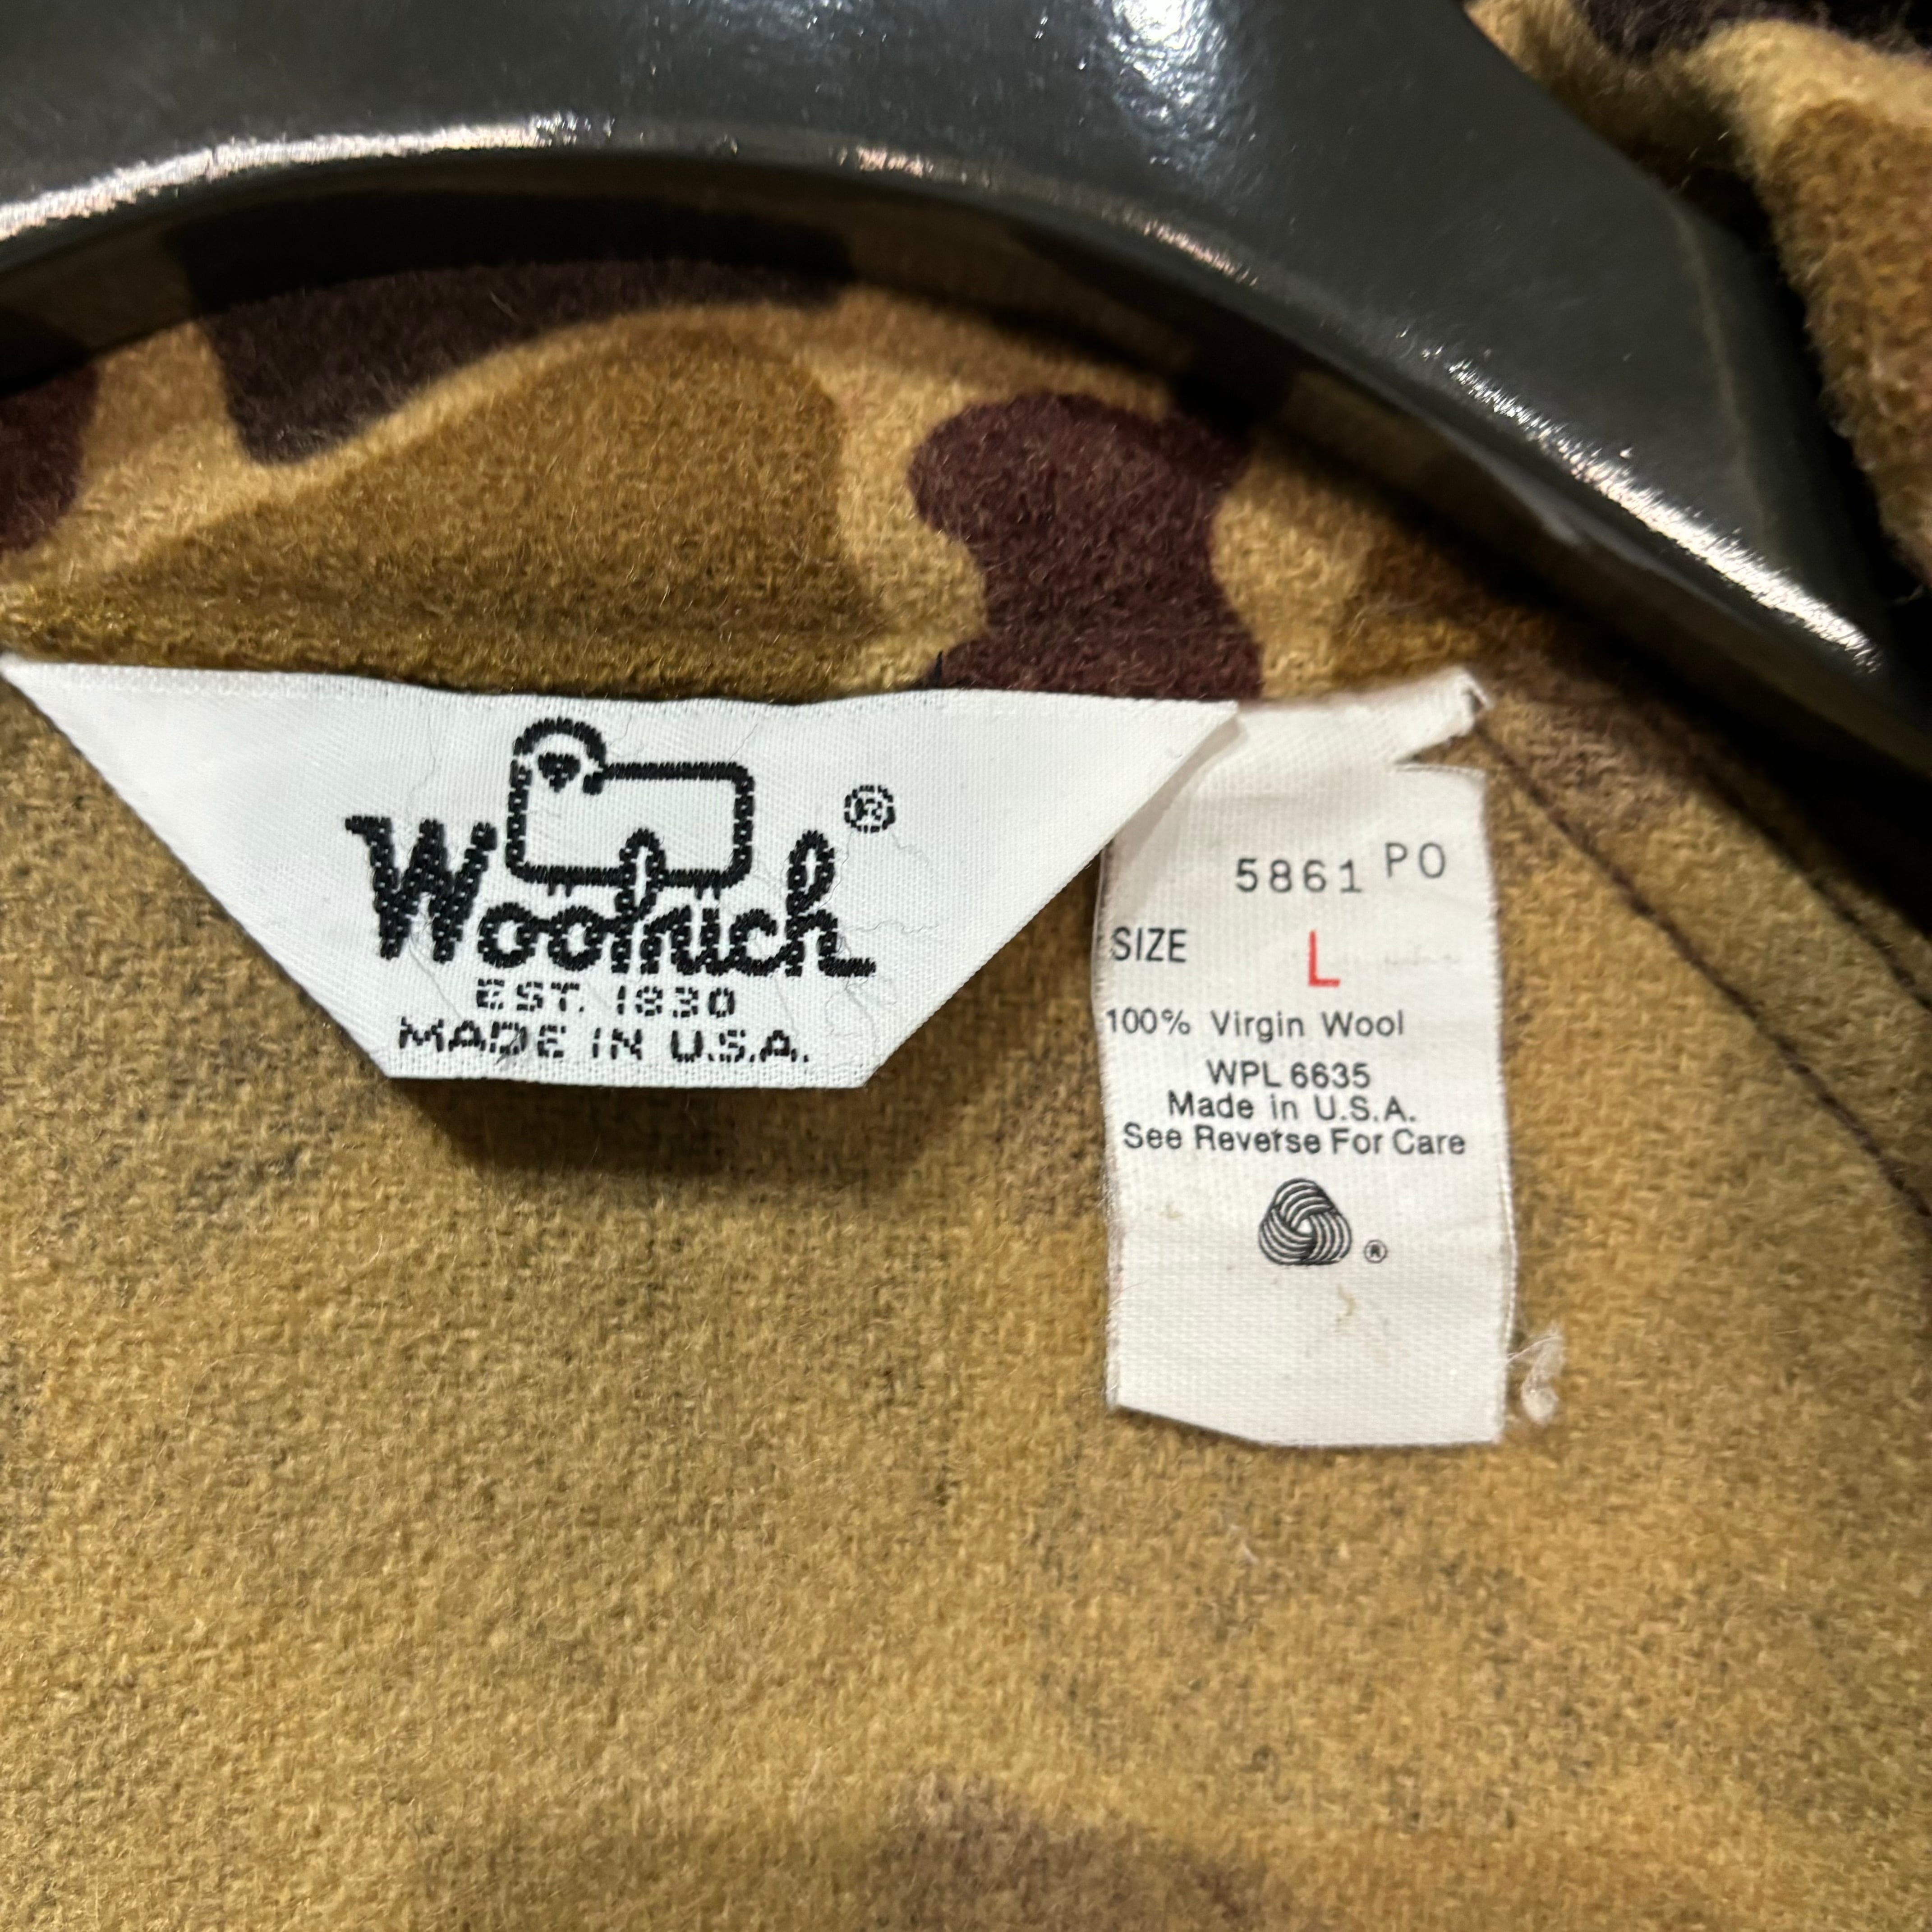 Woolrich®
EST. 1830
MADE IN U.S.A.
5861 PO
SIZE L
100% Virgin Wool
WPL 6635
Made in U.S.A.
See Reverse For Care
®